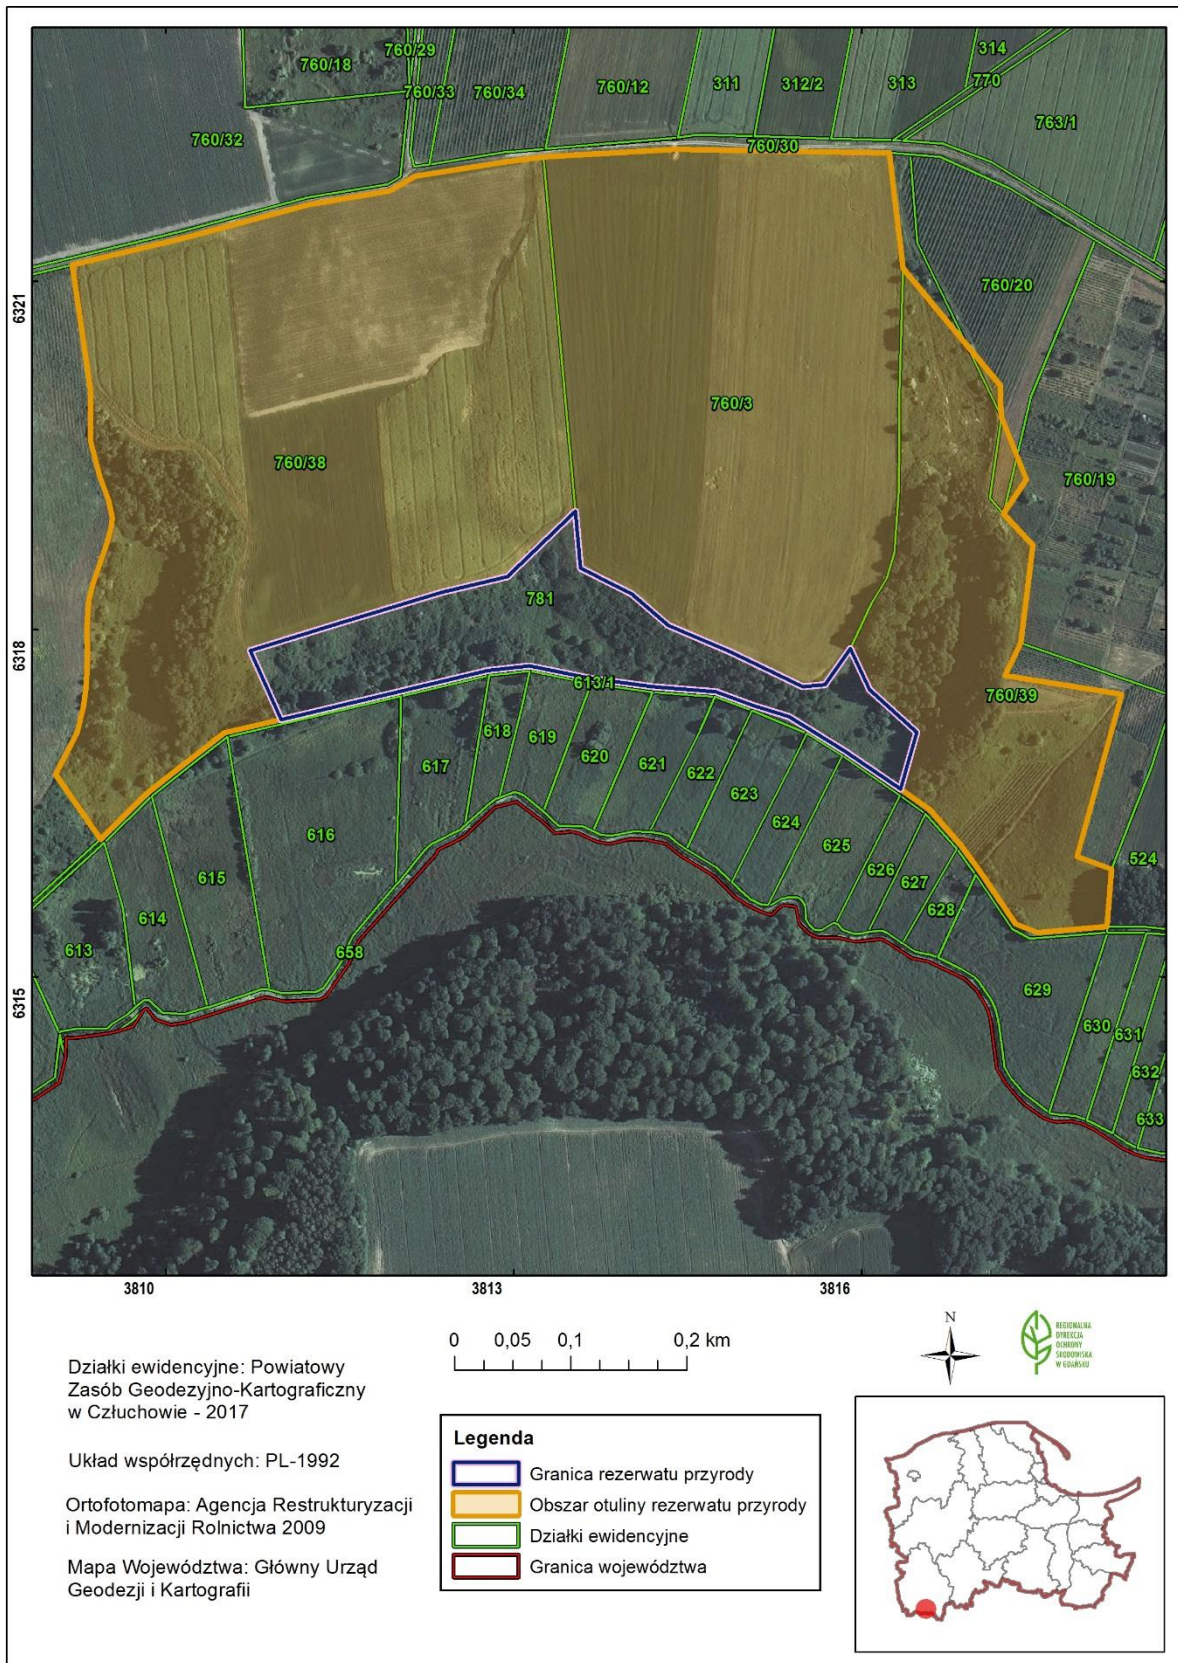 760/29
314
760/18
770
760/33
760/34
760/12
311
312/2
313
763/1
760/32
760/30
760/20
6321
760/3
760/38
760/19
781
6318
613/1
760/39
618
619
617
620
621
622
623
616
624
625
524
615
626
627
614
628
613
658
629
6315
630
631
632
633
3810
3813
3816
0 0,05 0,1 0,2 km
N
REGIONALNA
DYREKCJA
OCHRONY
ŚRODOWISKA
W GDAŃSKU
Działki ewidencyjne: Powiatowy
Zasób Geodezyjno-Kartograficzny
w Człuchowie - 2017
Układ współrzędnych: PL-1992
Ortofotomapa: Agencja Restrukturyzacji
i Modernizacji Rolnictwa 2009
Mapa Województwa: Główny Urząd
Geodezji i Kartografii
Legenda
Granica rezerwatu przyrody
Obszar otuliny rezerwatu przyrody
Działki ewidencyjne
Granica województwa